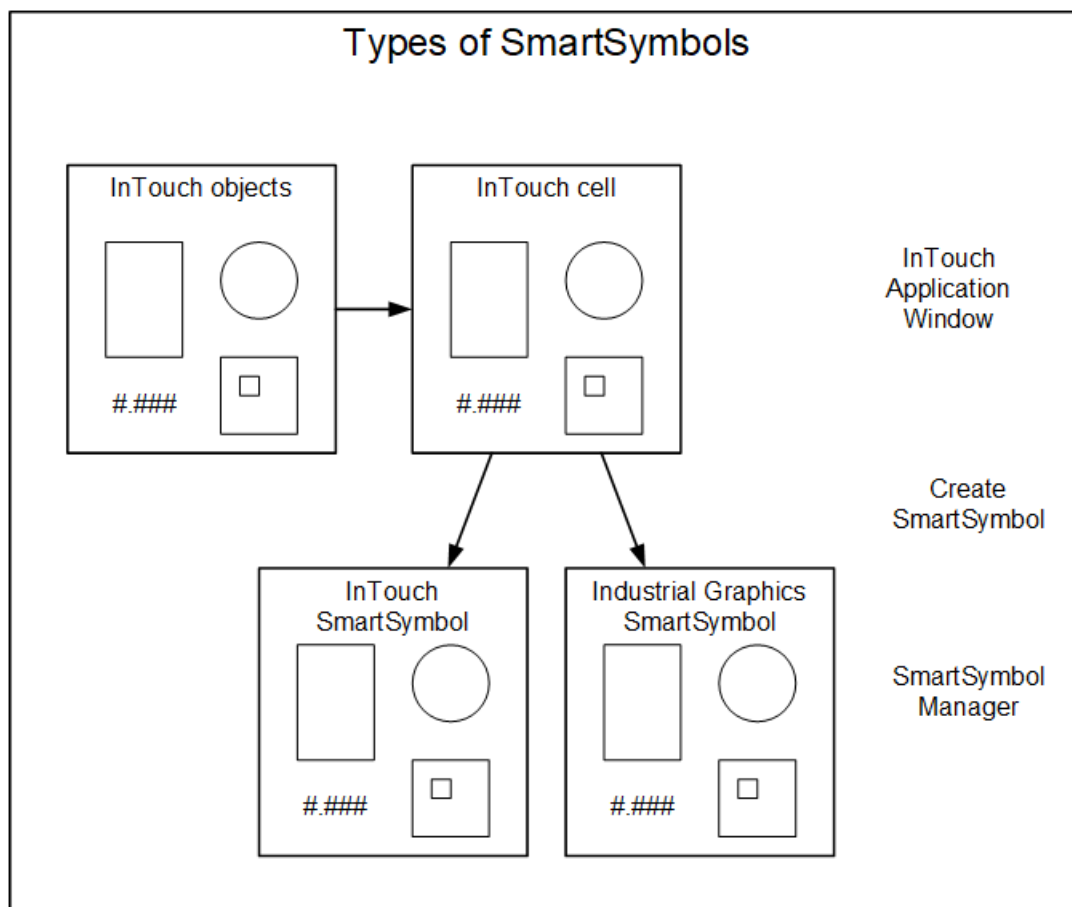 Types of SmartSymbols
InTouch objects
#.###
InTouch cell
#.###
InTouch
Application
Window
Create
SmartSymbol
InTouch
SmartSymbol
#.###
Industrial Graphics
SmartSymbol
#.###
SmartSymbol
Manager